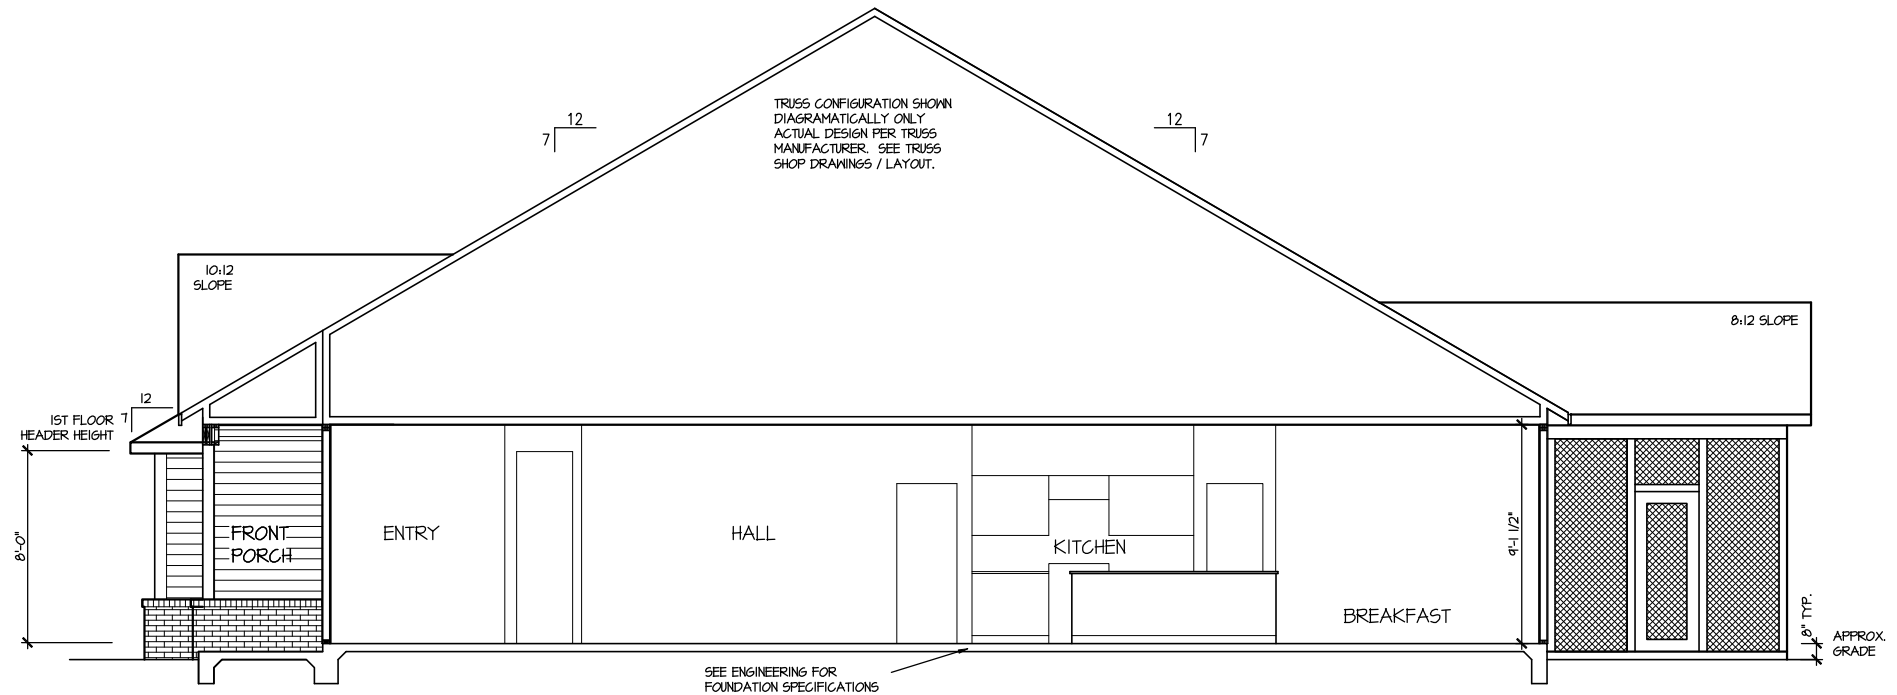 TRUSS CONFIGURATION SHOWN
DIAGRAMATICALLY ONLY
ACTUAL DESIGN PER TRUSS
MANUFACTURER. SEE TRUSS
SHOP DRAWINGS / LAYOUT.
12
7
12
7
10:12
SLOPE
8:12 SLOPE
12
7
1ST FLOOR
HEADER HEIGHT
8'-0"
FRONT
PORCH
ENTRY
HALL
KITCHEN
BREAKFAST
9'-1 1/2"
8" TYP.
APPROX.
GRADE
SEE ENGINEERING FOR
FOUNDATION SPECIFICATIONS